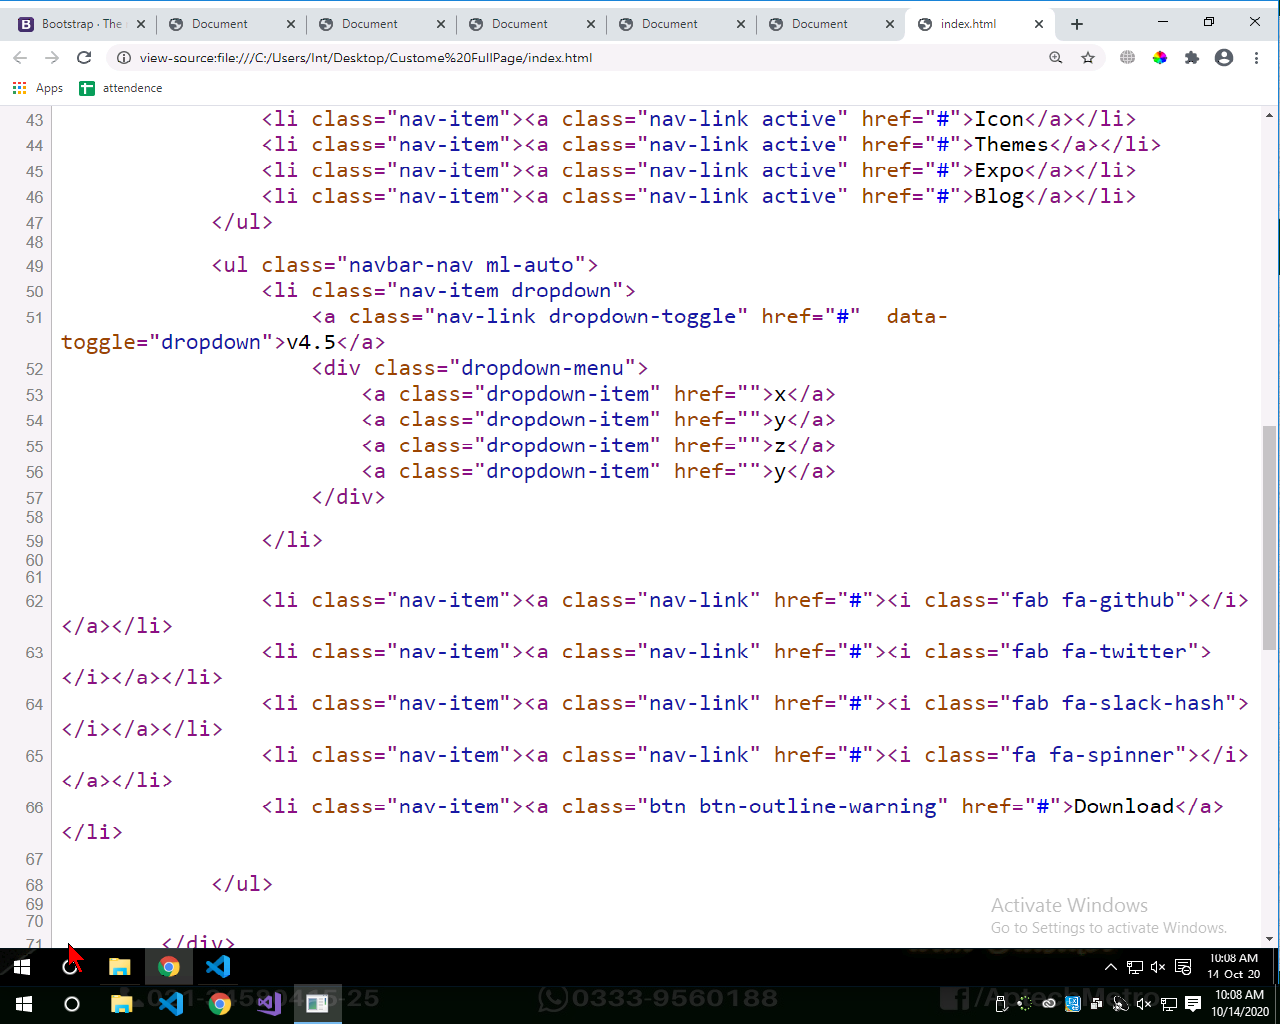 Bootstrap · The
Document
Document
Document
Document
Document
index.html
view-source:file:///C:/Users/Int/Desktop/Custome%20FullPage/index.html
Apps
attendence
43 <li class="nav-item"><a class="nav-link active" href="#">Icon</a></li>
44 <li class="nav-item"><a class="nav-link active" href="#">Themes</a></li>
45 <li class="nav-item"><a class="nav-link active" href="#">Expo</a></li>
46 <li class="nav-item"><a class="nav-link active" href="#">Blog</a></li>
47 </ul>
48
49 <ul class="navbar-nav ml-auto">
50 <li class="nav-item dropdown">
51 <a class="nav-link dropdown-toggle" href="#"  data-
toggle="dropdown">v4.5</a>
52 <div class="dropdown-menu">
53 <a class="dropdown-item" href="">x</a>
54 <a class="dropdown-item" href="">y</a>
55 <a class="dropdown-item" href="">z</a>
56 <a class="dropdown-item" href="">y</a>
57 </div>
58
59 </li>
60
61
62 <li class="nav-item"><a class="nav-link" href="#"><i class="fab fa-github"></i>
</a></li>
63 <li class="nav-item"><a class="nav-link" href="#"><i class="fab fa-twitter">
</i></a></li>
64 <li class="nav-item"><a class="nav-link" href="#"><i class="fab fa-slack-hash">
</i></a></li>
65 <li class="nav-item"><a class="nav-link" href="#"><i class="fa fa-spinner"></i>
</a></li>
66 <li class="nav-item"><a class="btn btn-outline-warning" href="#">Download</a>
</li>
67
68 </ul>
69
70
71 </div>
Activate Windows
Go to Settings to activate Windows.
10:08 AM
14 Oct 20
0333-9560188
/AptechMetro
10:08 AM
10/14/2020